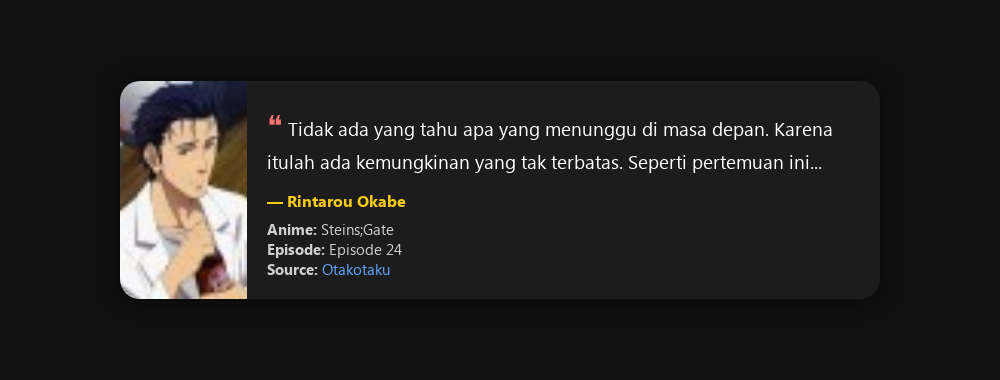 ❝ Tidak ada yang tahu apa yang menunggu di masa depan. Karena
itulah ada kemungkinan yang tak terbatas. Seperti pertemuan ini...
— Rintarou Okabe
Anime: Steins;Gate
Episode: Episode 24
Source: Otakotaku